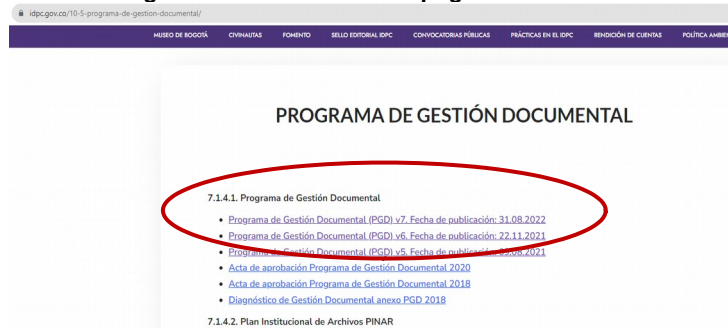 idpc.gov.co/10-5-programa-de-gestion-documental/
MUSEO DE BOGOTÁ CIVINAUTAS FOMENTO SELLO EDITORIAL IDPC CONVOCATORIAS PÚBLICAS PRÁCTICAS EN EL IDPC RENDICIÓN DE CUENTAS POLÍTICA AMBIEN
PROGRAMA DE GESTIÓN DOCUMENTAL
7.1.4.1. Programa de Gestión Documental
Programa de Gestión Documental (PGD) v7. Fecha de publicación: 31.08.2022
Programa de Gestión Documental (PGD) v6. Fecha de publicación: 22.11.2021
Programa de Gestión Documental (PGD) v5. Fecha de publicación:
Acta de aprobación Programa de Gestión Documental 2020
Acta de aprobación Programa de Gestión Documental 2018
Diagnóstico de Gestión Documental anexo PGD 2018
7.1.4.2. Plan Institucional de Archivos PINAR